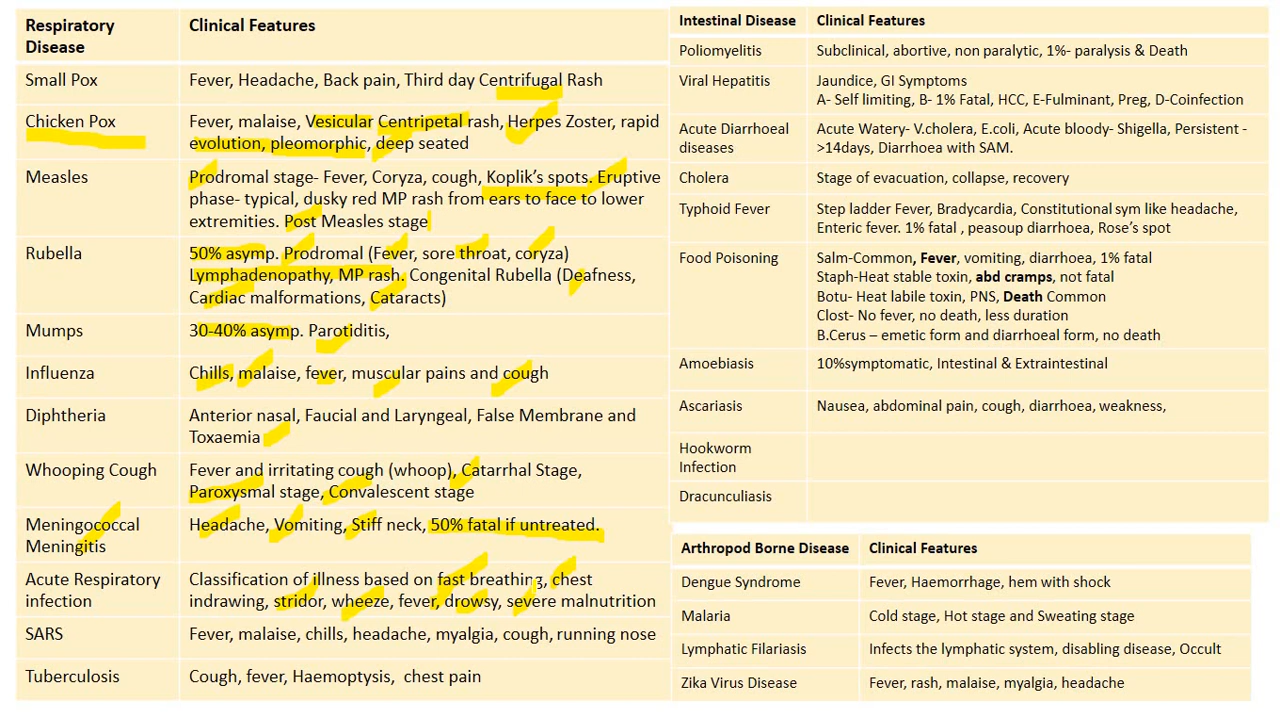 Respiratory Disease Clinical Features
Small Pox Fever, Headache, Back pain, Third day Centrifugal Rash
Chicken Pox Fever, malaise, Vesicular Centripetal rash, Herpes Zoster, rapid
evolution, pleomorphic, deep seated
Measles Prodromal stage- Fever, Coryza, cough, Koplik's spots. Eruptive
phase- typical, dusky red MP rash from ears to face to lower
extremities. Post Measles stage
Rubella 50% asymp. Prodromal (Fever, sore throat, coryza)
Lymphadenopathy, MP rash. Congenital Rubella (Deafness,
Cardiac malformations, Cataracts)
Mumps 30-40% asymp. Parotiditis,
Influenza Chills, malaise, fever, muscular pains and cough
Diphtheria Anterior nasal, Faucial and Laryngeal, False Membrane and
Toxaemia
Whooping Cough Fever and irritating cough (whoop), Catarrhal Stage,
Paroxysmal stage, Convalescent stage
Meningococcal Meningitis Headache, Vomiting, Stiff neck, 50% fatal if untreated.
Acute Respiratory infection Classification of illness based on fast breathing, chest
indrawing, stridor, wheeze, fever, drowsy, severe malnutrition
SARS Fever, malaise, chills, headache, myalgia, cough, running nose
Tuberculosis Cough, fever, Haemoptysis, chest pain
Intestinal Disease Clinical Features
Poliomyelitis Subclinical, abortive, non paralytic, 1%- paralysis & Death
Viral Hepatitis Jaundice, GI Symptoms
A- Self limiting, B- 1% Fatal, HCC, E-Fulminant, Preg, D-Coinfection
Acute Diarrhoeal diseases Acute Watery- V.cholera, E.coli, Acute bloody- Shigella, Persistent -
>14days, Diarrhoea with SAM.
Cholera Stage of evacuation, collapse, recovery
Typhoid Fever Step ladder Fever, Bradycardia, Constitutional sym like headache,
Enteric fever. 1% fatal , peasoup diarrhoea, Rose's spot
Food Poisoning Salm-Common, Fever, vomiting, diarrhoea, 1% fatal
Staph-Heat stable toxin, abd cramps, not fatal
Botu- Heat labile toxin, PNS, Death Common
Clost- No fever, no death, less duration
B.Cerus – emetic form and diarrhoeal form, no death
Amoebiasis 10%symptomatic, Intestinal & Extraintestinal
Ascariasis Nausea, abdominal pain, cough, diarrhoea, weakness,
Hookworm Infection
Dracunculiasis
Arthropod Borne Disease Clinical Features
Dengue Syndrome Fever, Haemorrhage, hem with shock
Malaria Cold stage, Hot stage and Sweating stage
Lymphatic Filariasis Infects the lymphatic system, disabling disease, Occult
Zika Virus Disease Fever, rash, malaise, myalgia, headache